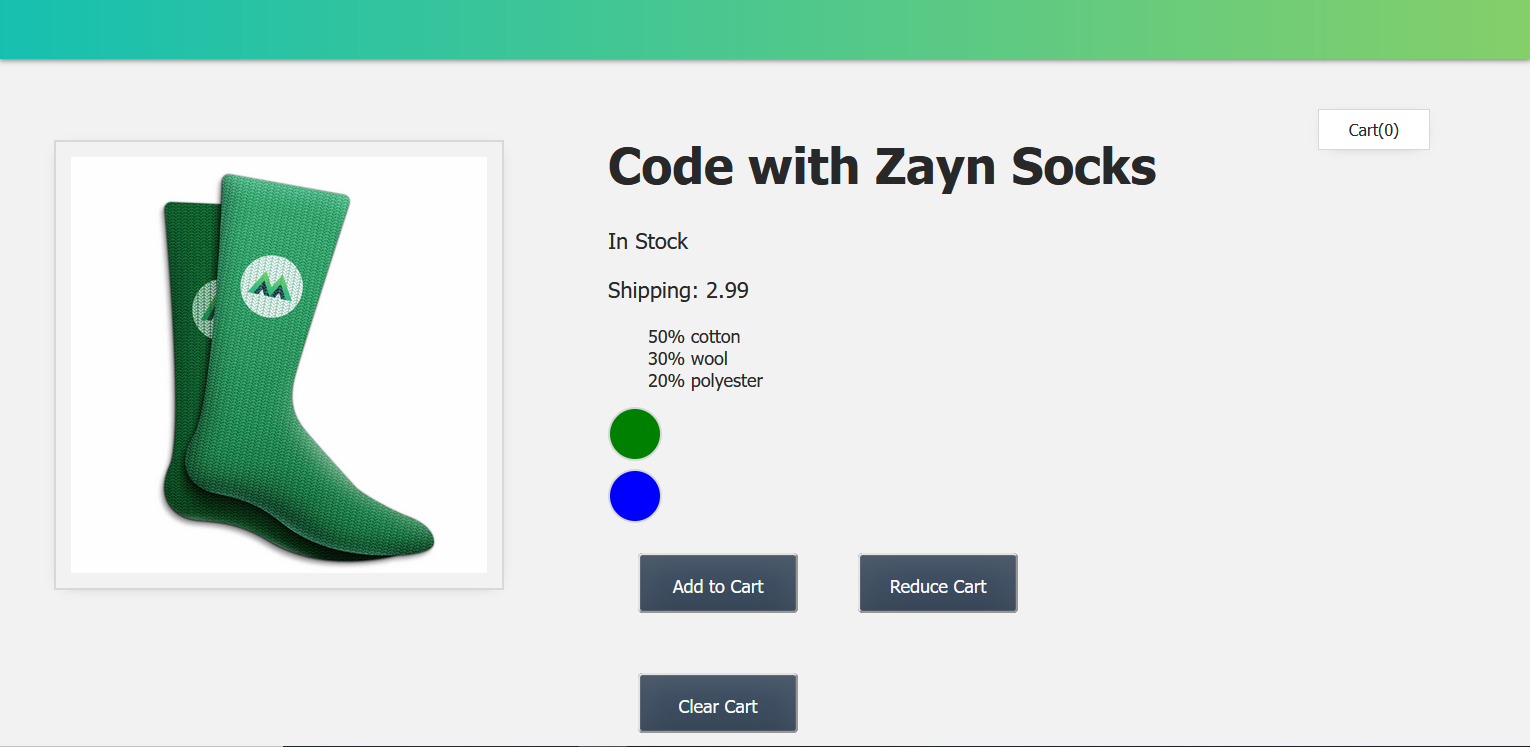 Cart(0)
Code with Zayn Socks
In Stock
Shipping: 2.99
50% cotton
30% wool
20% polyester
Add to Cart
Reduce Cart
Clear Cart